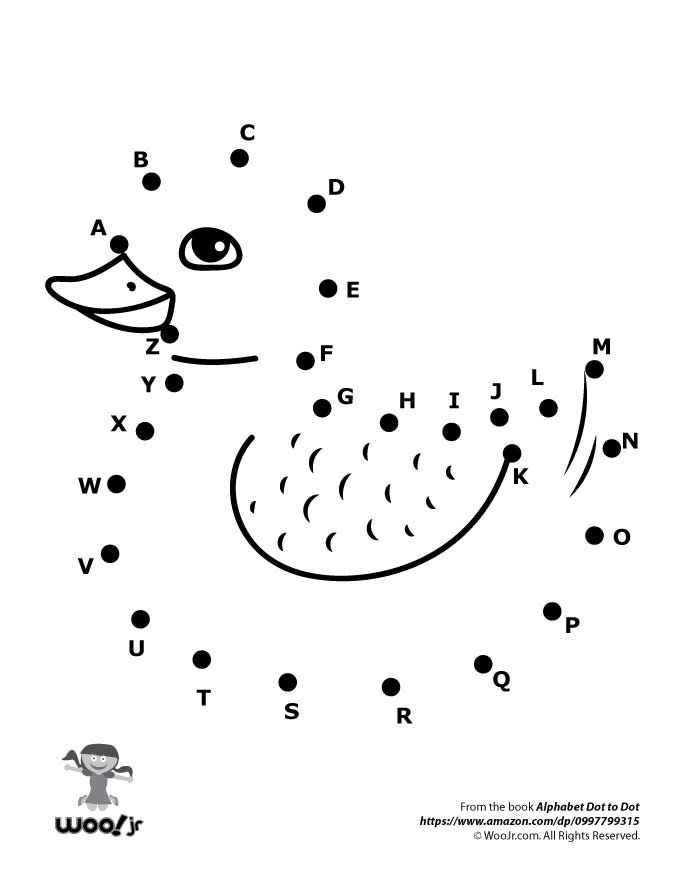 C
B
D
A
E
Z
F
M
Y
G
H
I
J
L
X
N
K
W
O
V
P
U
Q
T
S
R
woo!jr
From the book Alphabet Dot to Dot
https://www.amazon.com/dp/0997799315
© WooJr.com. All Rights Reserved.